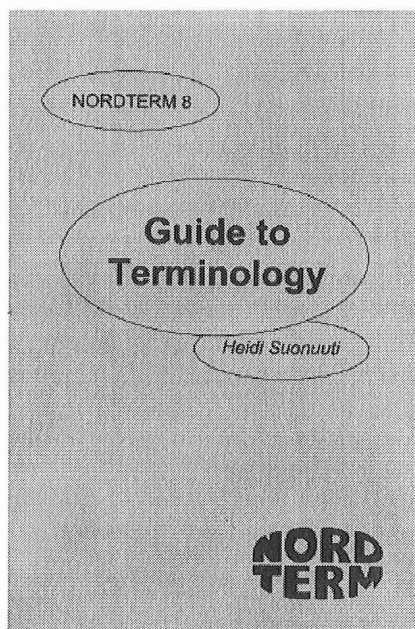 NORDTERM 8
Guide to
Terminology
Heidi Suonuuti
NORD
TERM